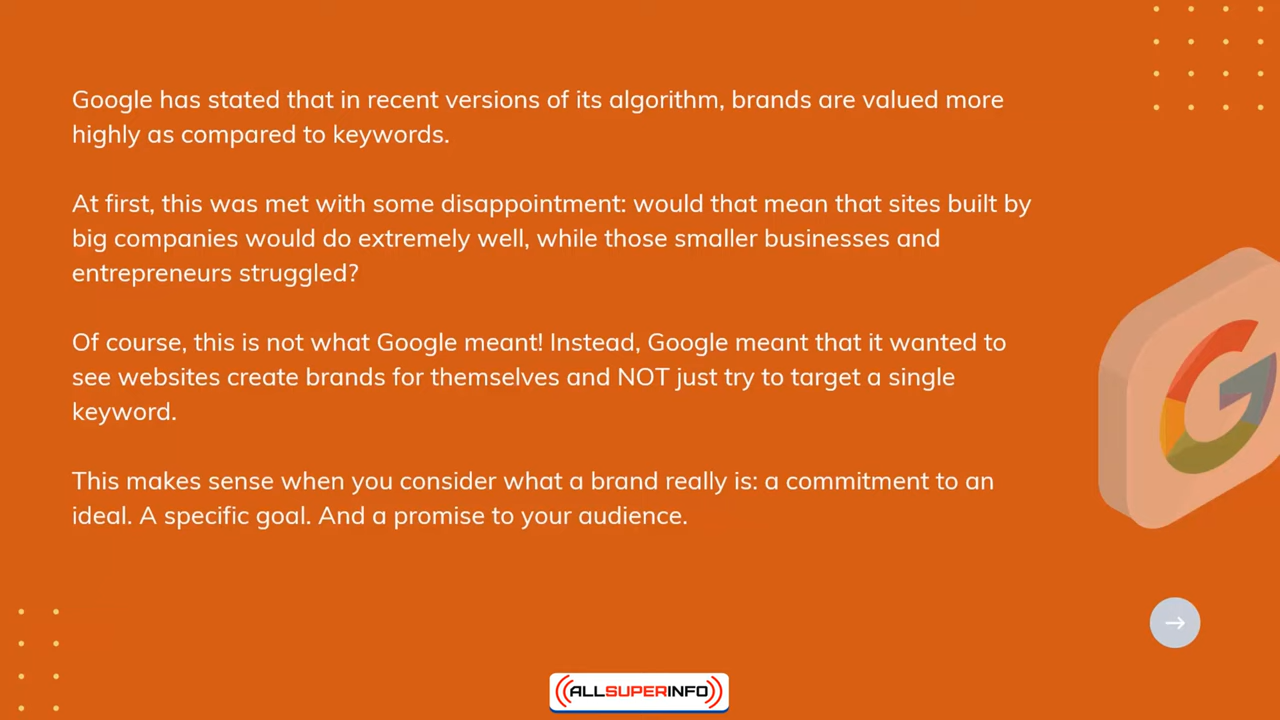 Google has stated that in recent versions of its algorithm, brands are valued more
highly as compared to keywords.
At first, this was met with some disappointment: would that mean that sites built by
big companies would do extremely well, while those smaller businesses and
entrepreneurs struggled?
Of course, this is not what Google meant! Instead, Google meant that it wanted to
see websites create brands for themselves and NOT just try to target a single
keyword.
This makes sense when you consider what a brand really is: a commitment to an
ideal. A specific goal. And a promise to your audience.
ALLSUPERINFO